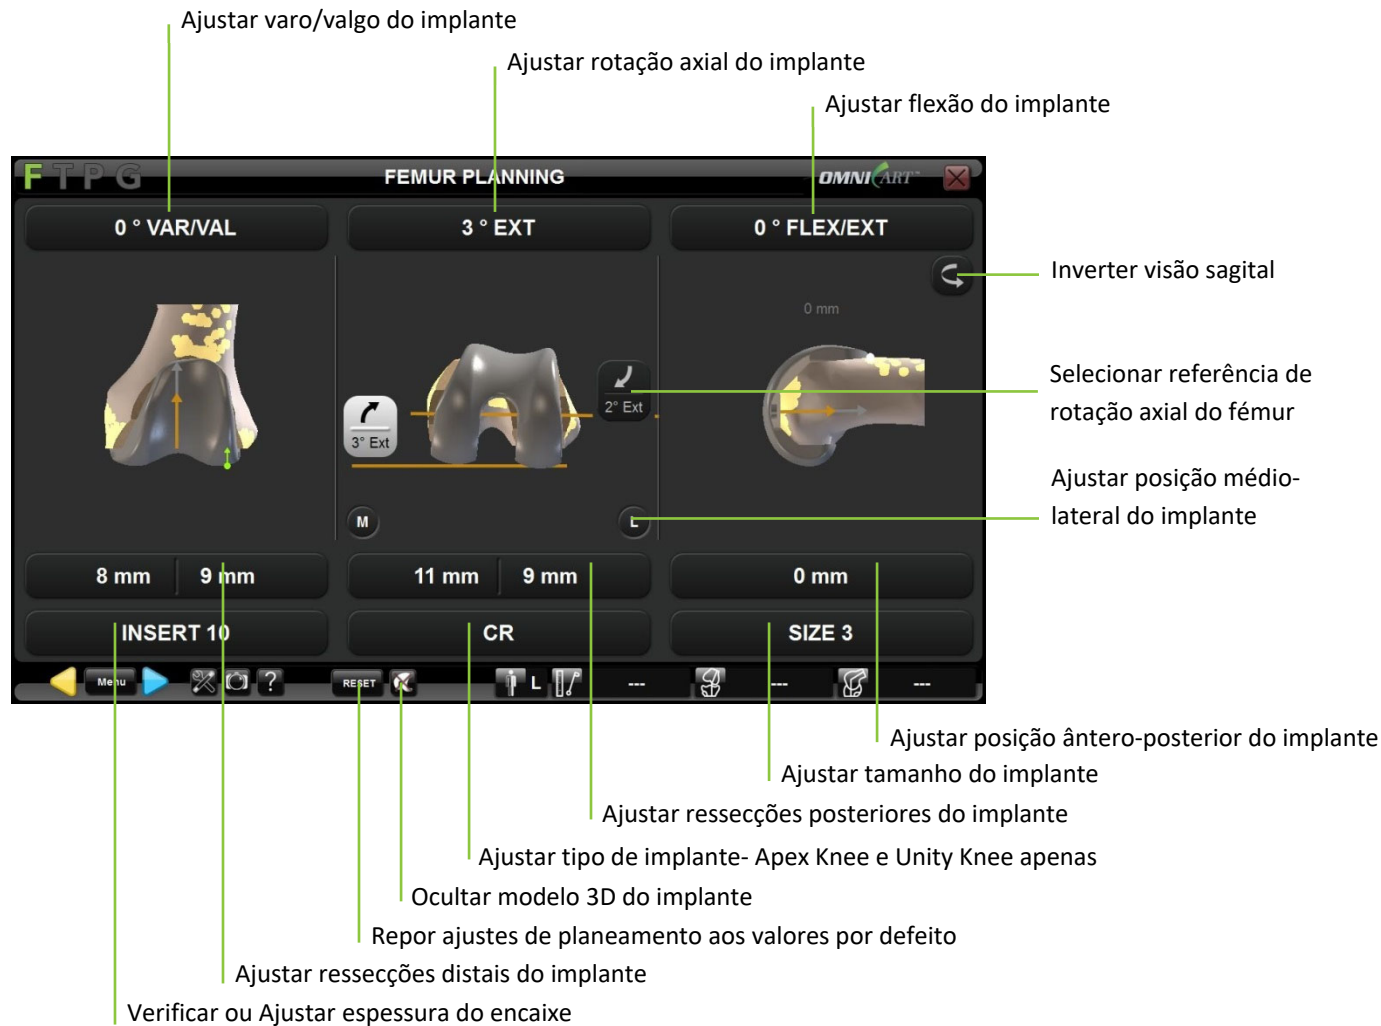 Ajustar varo/valgo do implante
Ajustar rotação axial do implante
Ajustar flexão do implante
F T P G
FEMUR PLANNING
OMNI ART™
0 ° VAR/VAL
3 ° EXT
0 ° FLEX/EXT
Inverter visão sagital
0 mm
Selecionar referência de
rotação axial do fémur
2° Ext
3° Ext
Ajustar posição médio-
lateral do implante
M
L
8 mm
9 mm
11 mm
9 mm
0 mm
INSERT 10
CR
SIZE 3
Menu
?
RESET
L
---
---
---
Ajustar posição ântero-posterior do implante
Ajustar tamanho do implante
Ajustar ressecções posteriores do implante
Ajustar tipo de implante- Apex Knee e Unity Knee apenas
Ocultar modelo 3D do implante
Repor ajustes de planeamento aos valores por defeito
Ajustar ressecções distais do implante
Verificar ou Ajustar espessura do encaixe